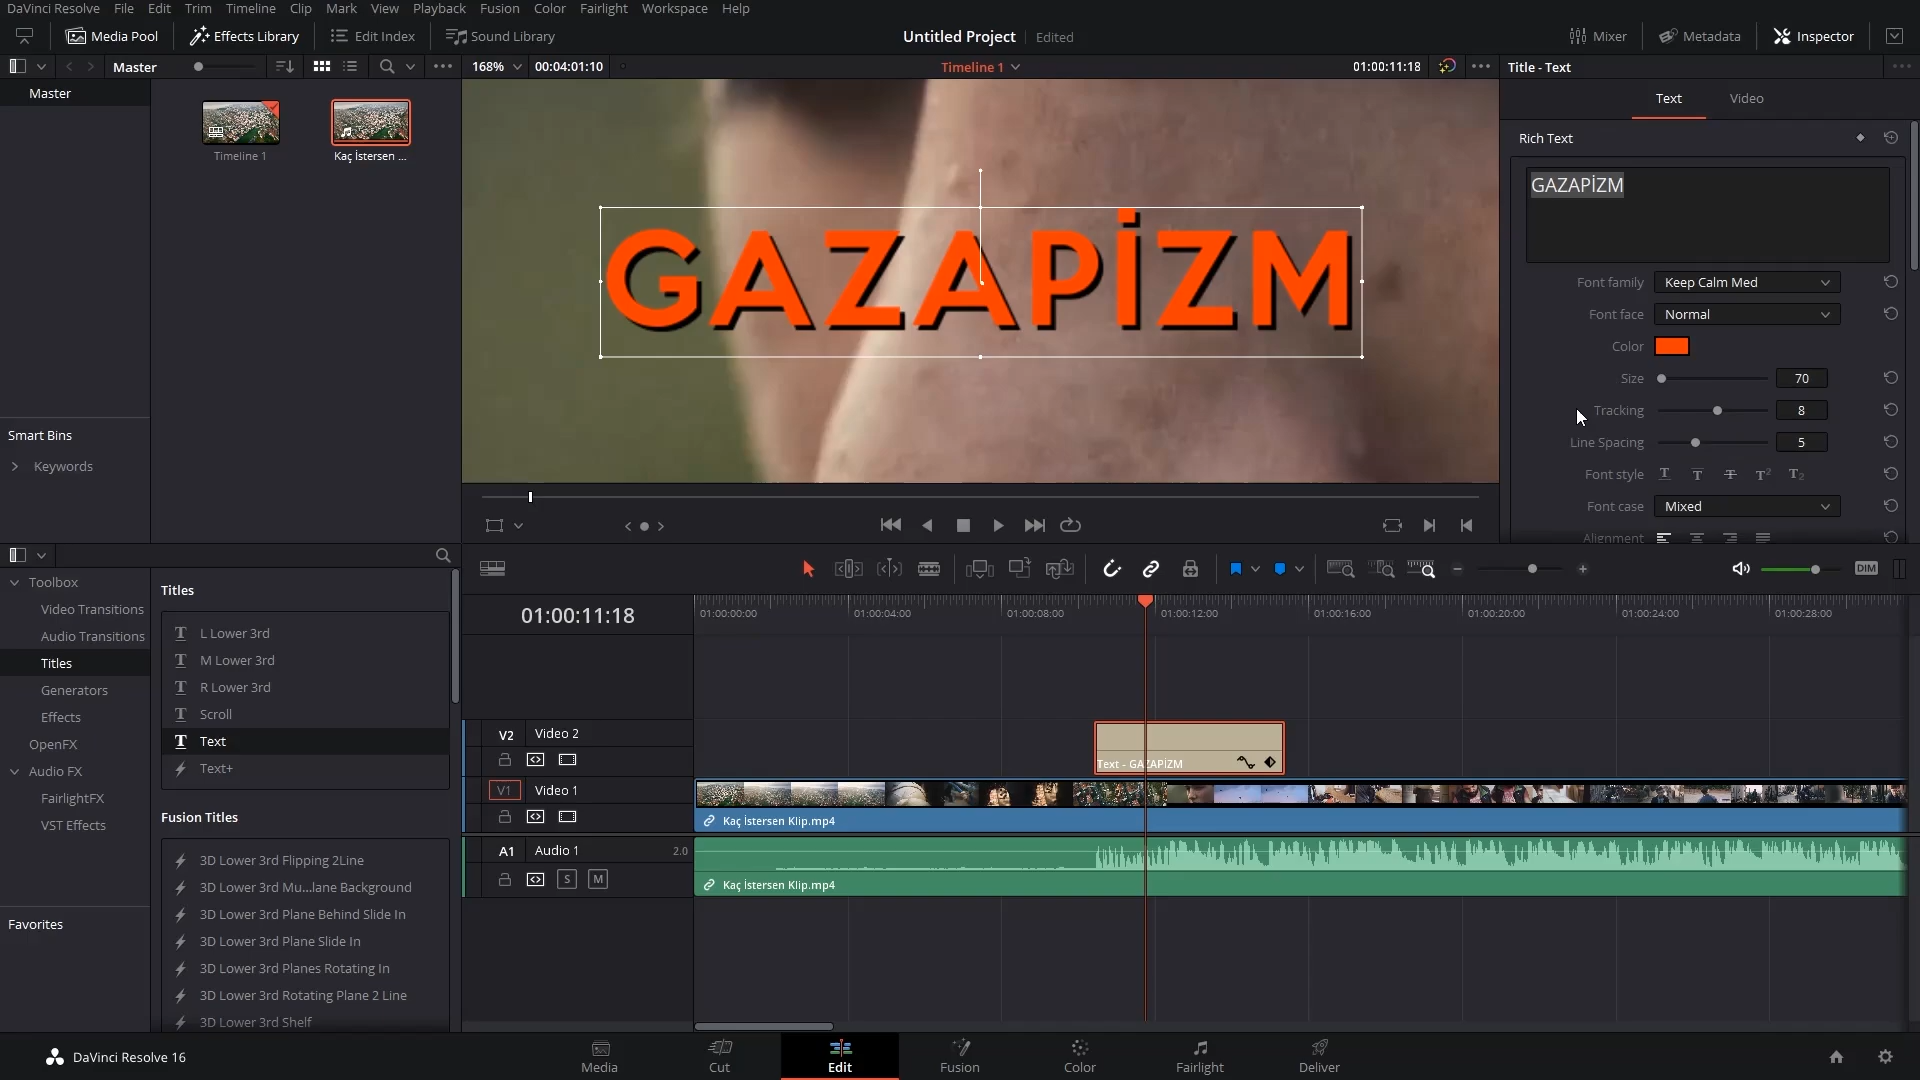 DaVinci Resolve File Edit Trim Timeline Clip Mark View Playback Fusion Color Fairlight Workspace Help
Media Pool Effects Library Edit Index Sound Library Untitled Project Edited Mixer Metadata Inspector
Master 168% 00:04:01:10 Timeline 1 01:00:11:18 Title - Text
Master
Timeline 1
Kaç İstersen ...
Smart Bins
Keywords
GAZAPİZM
Text Video
Rich Text
GAZAPİZM
Font family Keep Calm Med
Font face Normal
Color
Size 70
Tracking 8
Line Spacing 5
Font style T T T T² T₂
Font case Mixed
Alignment
Toolbox
Video Transitions
Audio Transitions
Titles
Generators
Effects
OpenFX
Audio FX
FairlightFX
VST Effects
Favorites
Titles
L Lower 3rd
M Lower 3rd
R Lower 3rd
Scroll
Text
Text+
Fusion Titles
3D Lower 3rd Flipping 2Line
3D Lower 3rd Mu...lane Background
3D Lower 3rd Plane Behind Slide In
3D Lower 3rd Plane Slide In
3D Lower 3rd Planes Rotating In
3D Lower 3rd Rotating Plane 2 Line
3D Lower 3rd Shelf
DIM
01:00:11:18
01:00:00:00 01:00:04:00 01:00:08:00 01:00:12:00 01:00:16:00 01:00:20:00 01:00:24:00 01:00:28:00
V2 Video 2
Text - GAZAPİZM
V1 Video 1
Kaç İstersen Klip.mp4
A1 Audio 1 2.0
S M
Kaç İstersen Klip.mp4
DaVinci Resolve 16
Media Cut Edit Fusion Color Fairlight Deliver